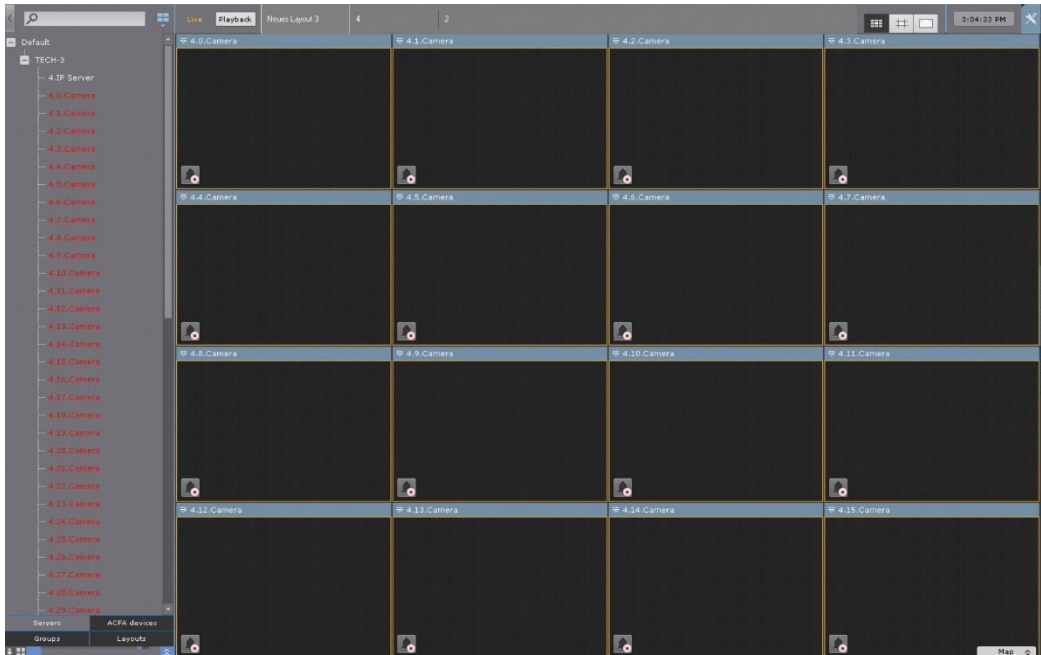 Live Playback Neues Layout 3 4 2 3:04:33 PM
Default
TECH-3
4.IP Server
4.0.Camera
4.1.Camera
4.2.Camera
4.3.Camera
4.4.Camera
4.5.Camera
4.6.Camera
4.7.Camera
4.8.Camera
4.9.Camera
4.10.Camera
4.11.Camera
4.12.Camera
4.13.Camera
4.14.Camera
4.15.Camera
4.16.Camera
4.17.Camera
4.18.Camera
4.19.Camera
4.20.Camera
4.21.Camera
4.22.Camera
4.23.Camera
4.24.Camera
4.25.Camera
4.26.Camera
4.27.Camera
4.28.Camera
4.29.Camera
Servers ACFA devices
Groups Layouts
4.0.Camera 4.1.Camera 4.2.Camera 4.3.Camera
4.4.Camera 4.5.Camera 4.6.Camera 4.7.Camera
4.8.Camera 4.9.Camera 4.10.Camera 4.11.Camera
4.12.Camera 4.13.Camera 4.14.Camera 4.15.Camera
Map